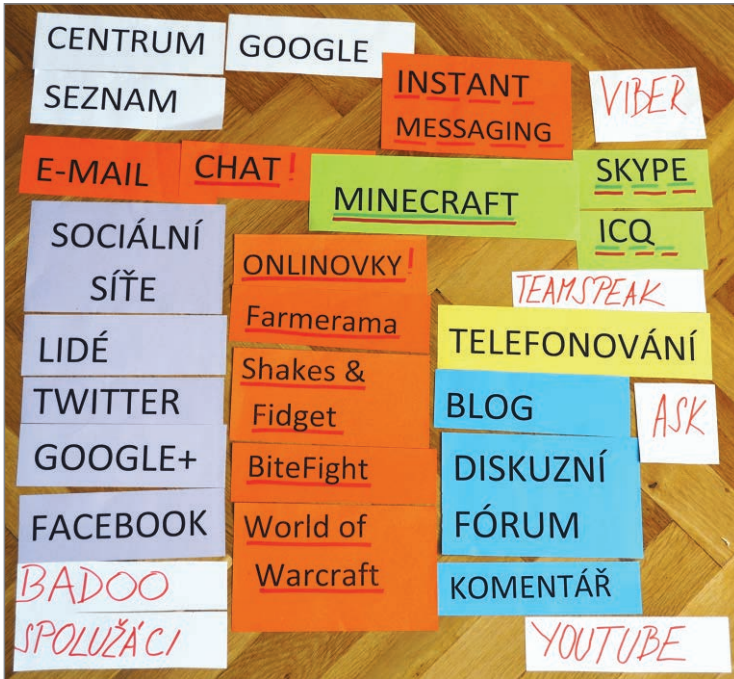 CENTRUM
GOOGLE
SEZNAM
INSTANT
MESSAGING
VIBER
E-MAIL
CHAT !
MINECRAFT
SKYPE
ICQ
SOCIÁLNÍ
SÍŤE
ONLINOVKY !
Farmerama
TEAMSPEAK
TELEFONOVÁNÍ
LIDÉ
TWITTER
GOOGLE+
FACEBOOK
BADOO
SPOLUŽÁCI
Shakes &
Fidget
BiteFight
World of
Warcraft
BLOG
ASK
DISKUZNÍ
FÓRUM
KOMENTÁŘ
YOUTUBE